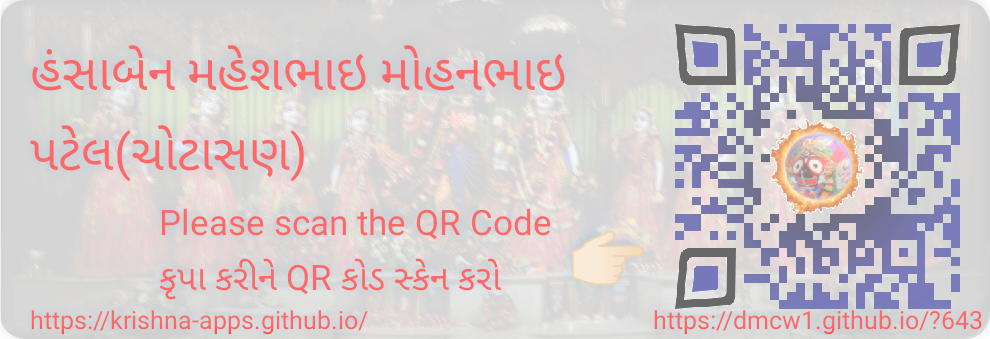 હંસાબેન મહેશભાઇ મોહનભાઇ
પટેલ(ચોટાસણ)
Please scan the QR Code
કૃપા કરીને QR કોડ સ્કેન કરો
https://krishna-apps.github.io/
https://dmcw1.github.io/?643